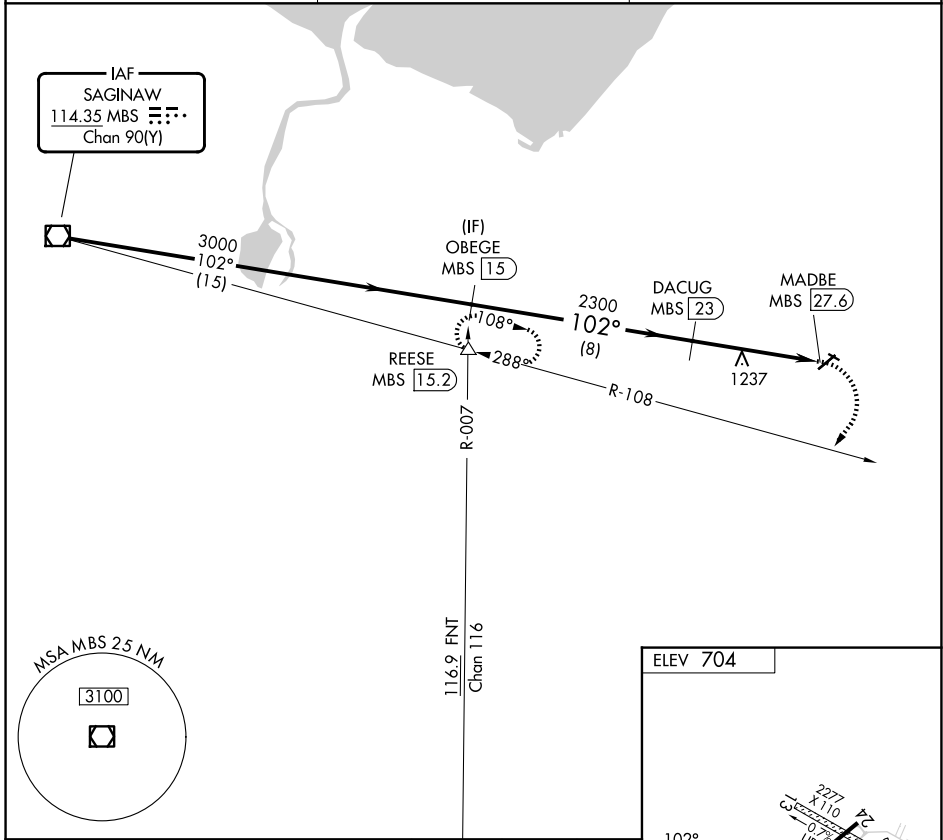 IAF
SAGINAW
114.35 MBS
Chan 90(Y)
3000
102°
(15)
(IF)
OBEGE
MBS 15
108°
288°
REESE
MBS 15.2
2300
102°
(8)
DACUG
MBS 23
MADBE
MBS 27.6
1237
R-108
R-007
116.9 FNT
Chan 116
MSA MBS 25 NM
3100
ELEV 704
2277
X 110
13
0.7%
24
102°